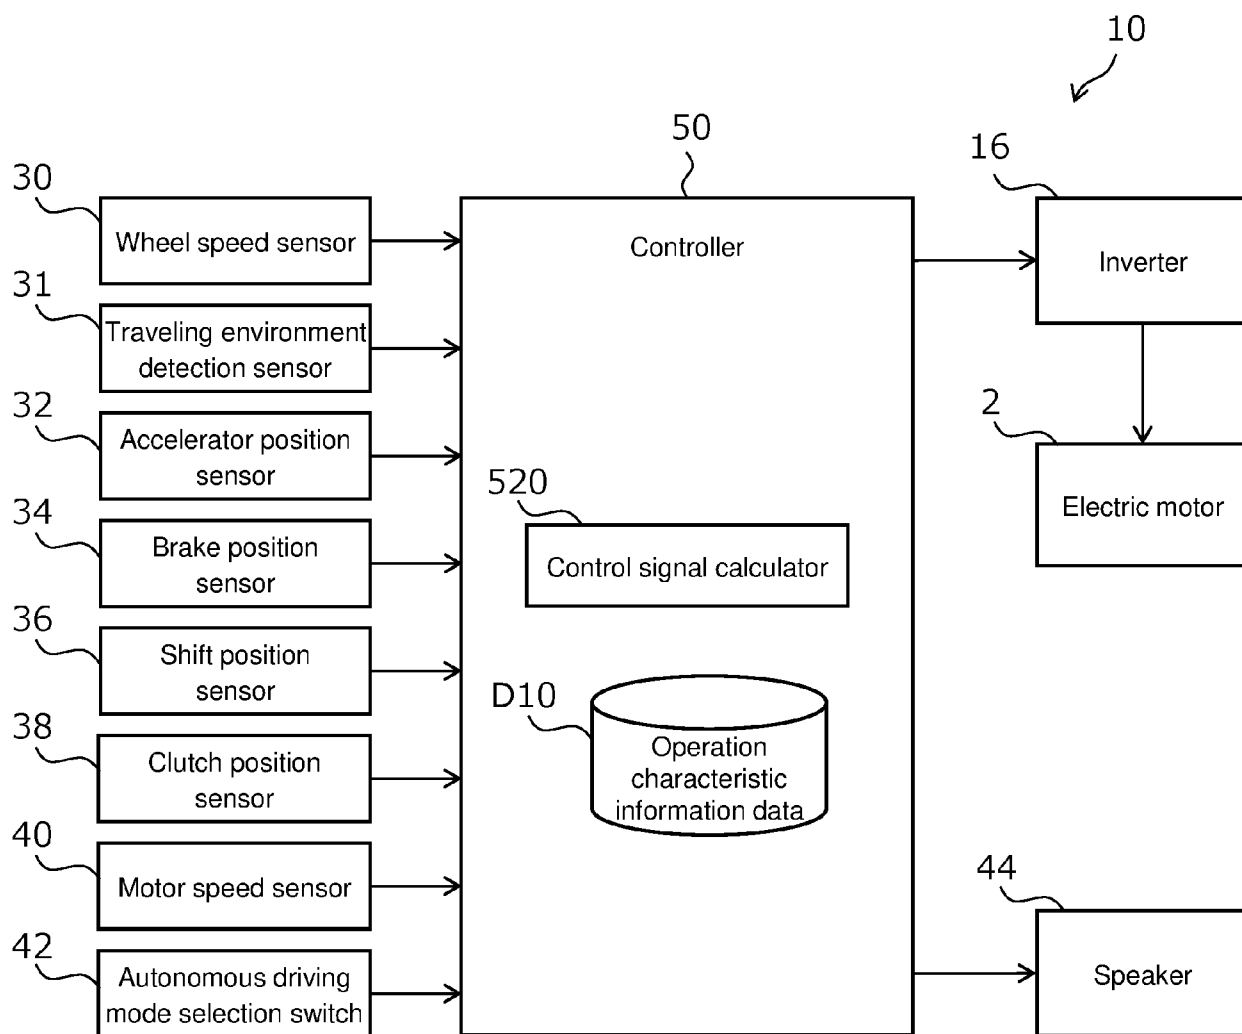 10
50
16
30
Wheel speed sensor
Controller
Inverter
31
Traveling environment
detection sensor
32
Accelerator position
sensor
2
Electric motor
520
Control signal calculator
34
Brake position
sensor
36
Shift position
sensor
D10
Operation
characteristic
information data
38
Clutch position
sensor
40
Motor speed sensor
44
Speaker
42
Autonomous driving
mode selection switch